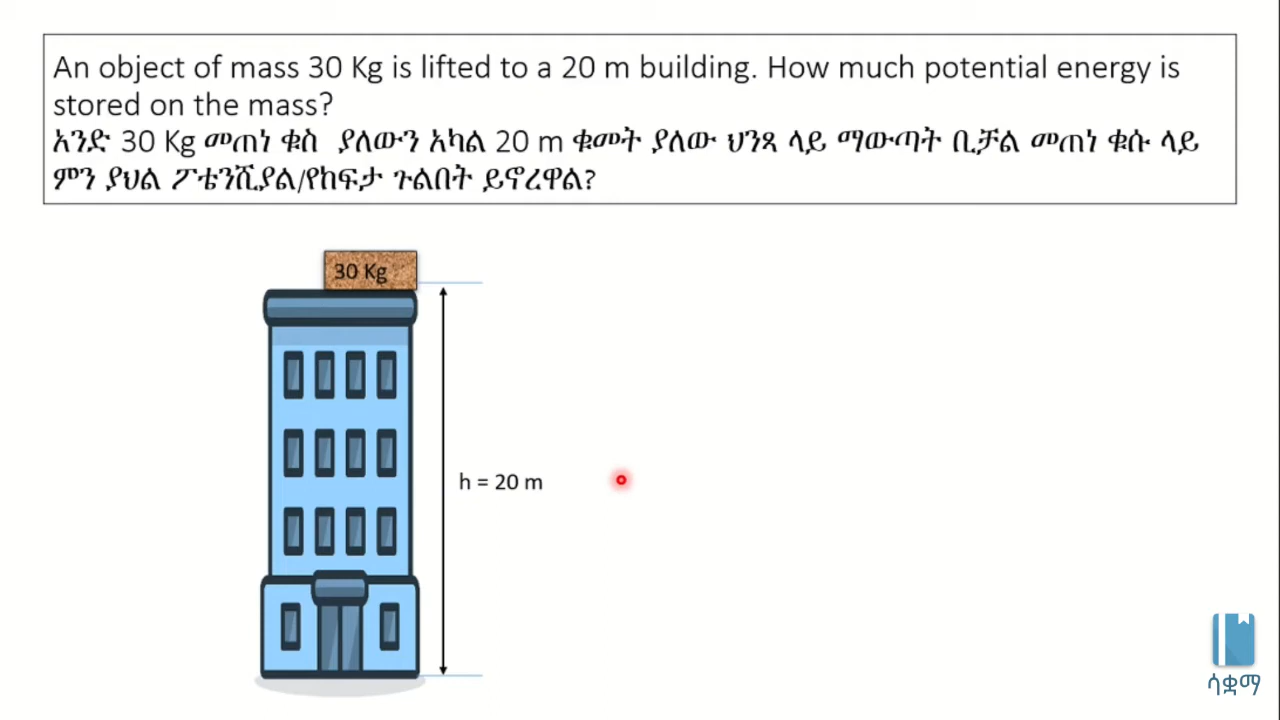 An object of mass 30 Kg is lifted to a 20 m building. How much potential energy is
stored on the mass?
አንድ 30 Kg መጠነ ቁስ ያለውን አካል 20 m ቁመት ያለው ህንጻ ላይ ማውጣት ቢቻል መጠነ ቁሱ ላይ
ምን ያህል ፖቴንሺያል/የከፍታ ጉልበት ይኖረዋል?
30 Kg
h = 20 m
ሳቋማ